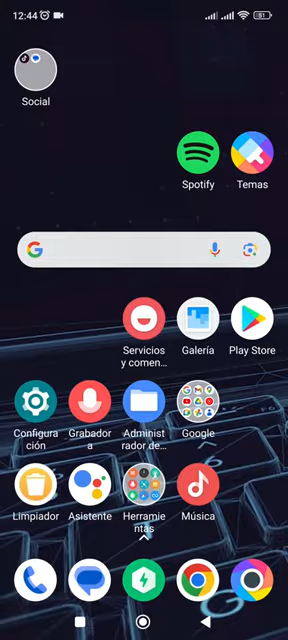 12:44
51
Social
Spotify
Temas
Servicios
y comen...
Galería
Play Store
Configura
ción
Grabador
a
Administ
rador de...
Google
Limpiador
Asistente
Herramie
ntas
Música